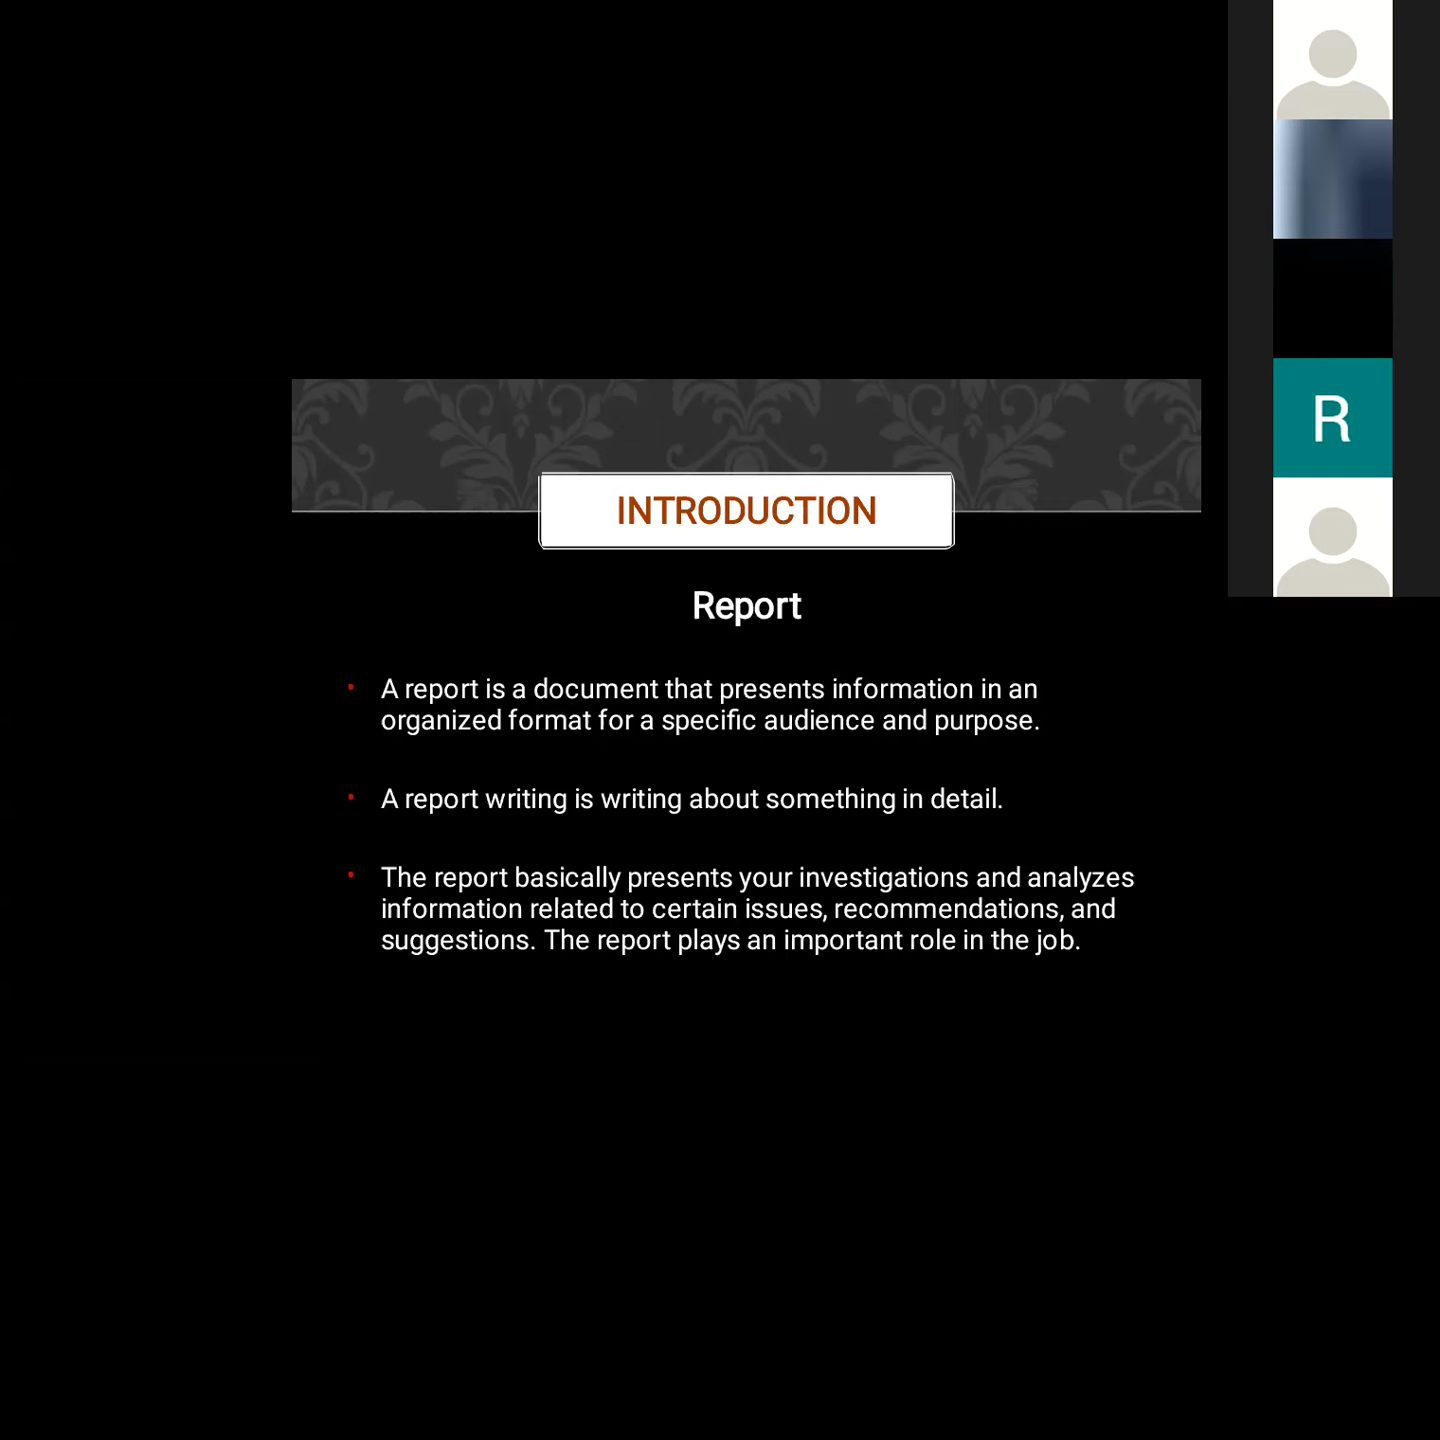 R
INTRODUCTION
Report
• A report is a document that presents information in an
organized format for a specific audience and purpose.
• A report writing is writing about something in detail.
• The report basically presents your investigations and analyzes
information related to certain issues, recommendations, and
suggestions. The report plays an important role in the job.